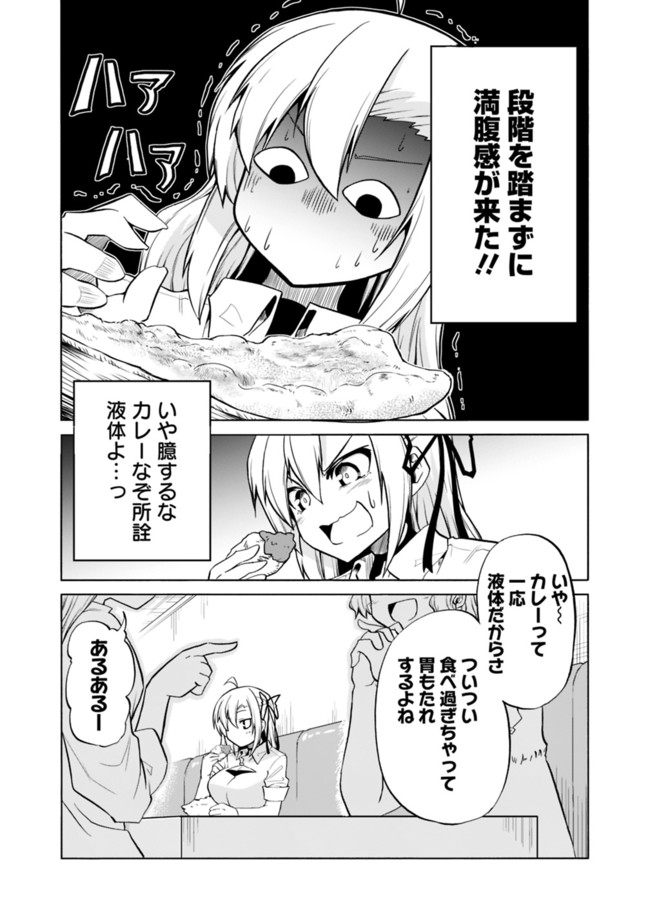 段階を踏まずに
満腹感が来た!!
ハァ
ハァ
いや臆するな
カレーなぞ所詮
液体よ…っ
いや〜
カレーって
一応
液体だからさ
ついつい
食べ過ぎちゃって
胃もたれ
するよね
あるあるー